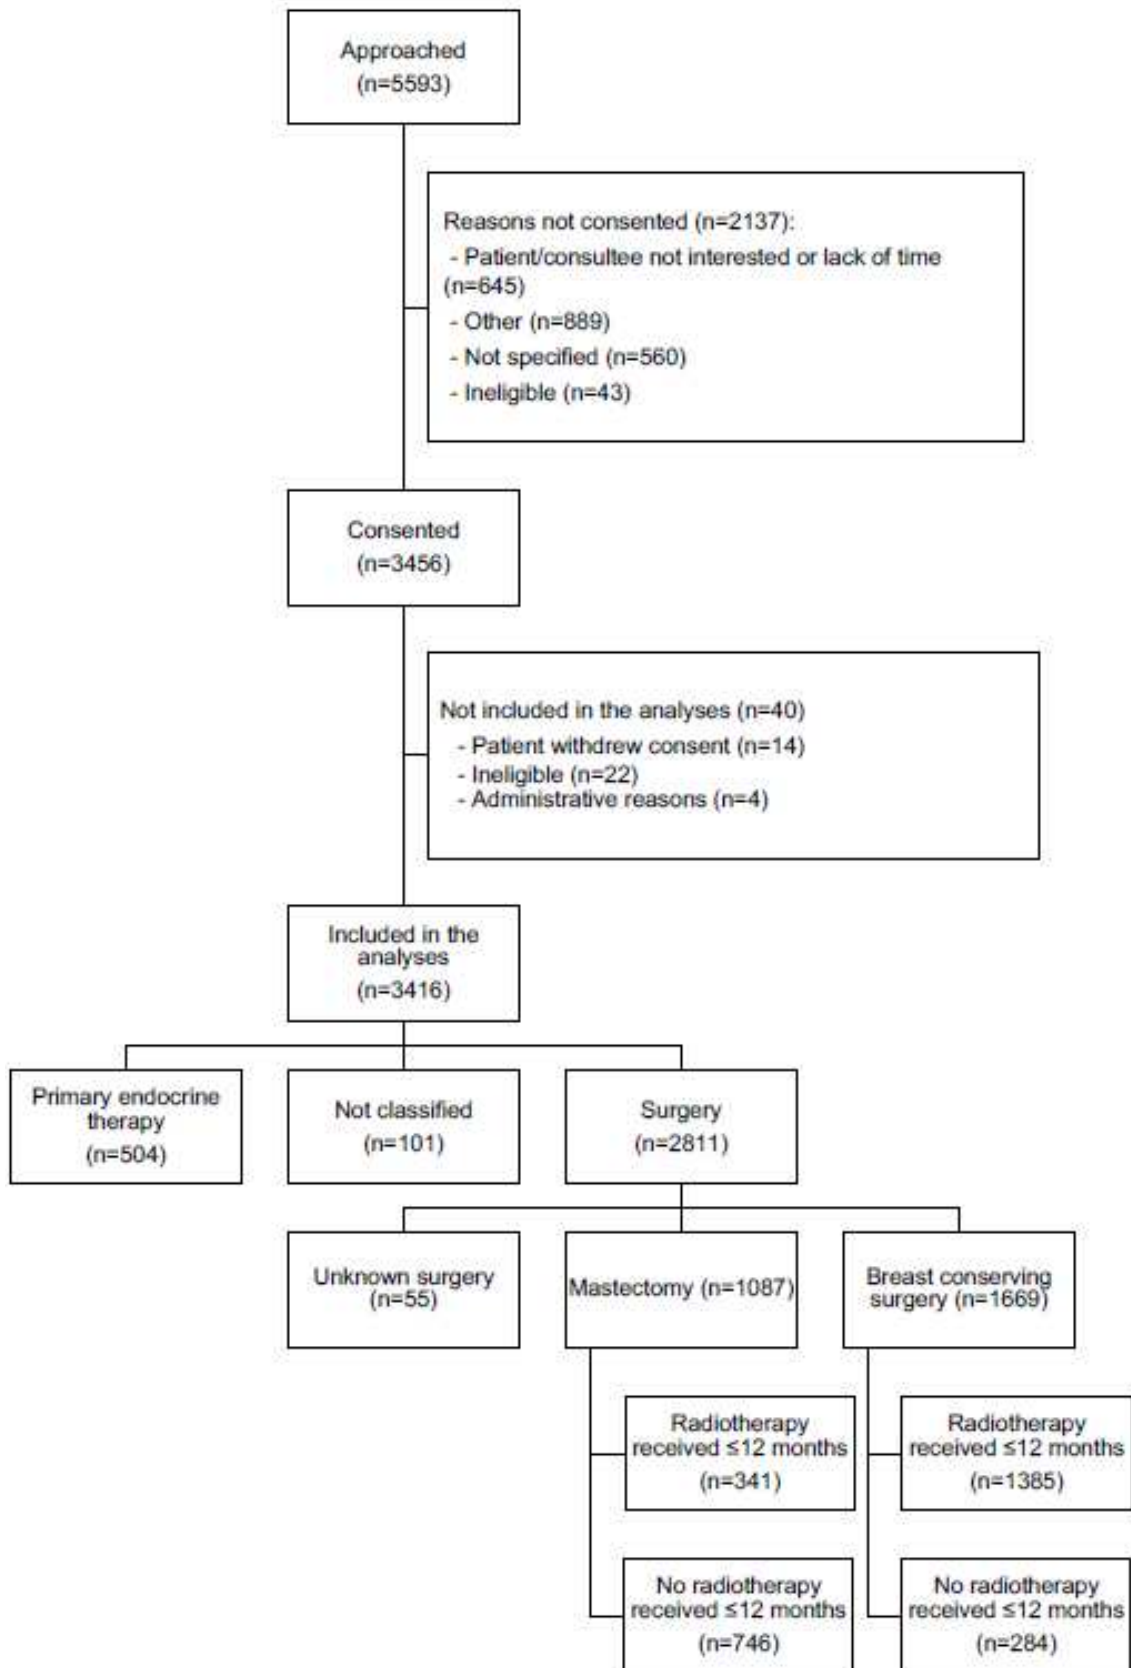 Approached
(n=5593)
Reasons not consented (n=2137):
- Patient/consultee not interested or lack of time
(n=645)
- Other (n=889)
- Not specified (n=560)
- Ineligible (n=43)
Consented
(n=3456)
Not included in the analyses (n=40)
- Patient withdrew consent (n=14)
- Ineligible (n=22)
- Administrative reasons (n=4)
Included in the
analyses
(n=3416)
Primary endocrine
therapy
(n=504)
Not classified
(n=101)
Surgery
(n=2811)
Unknown surgery
(n=55)
Mastectomy (n=1087)
Breast conserving
surgery (n=1669)
Radiotherapy
received ≤12 months
(n=341)
Radiotherapy
received ≤12 months
(n=1385)
No radiotherapy
received ≤12 months
(n=746)
No radiotherapy
received ≤12 months
(n=284)